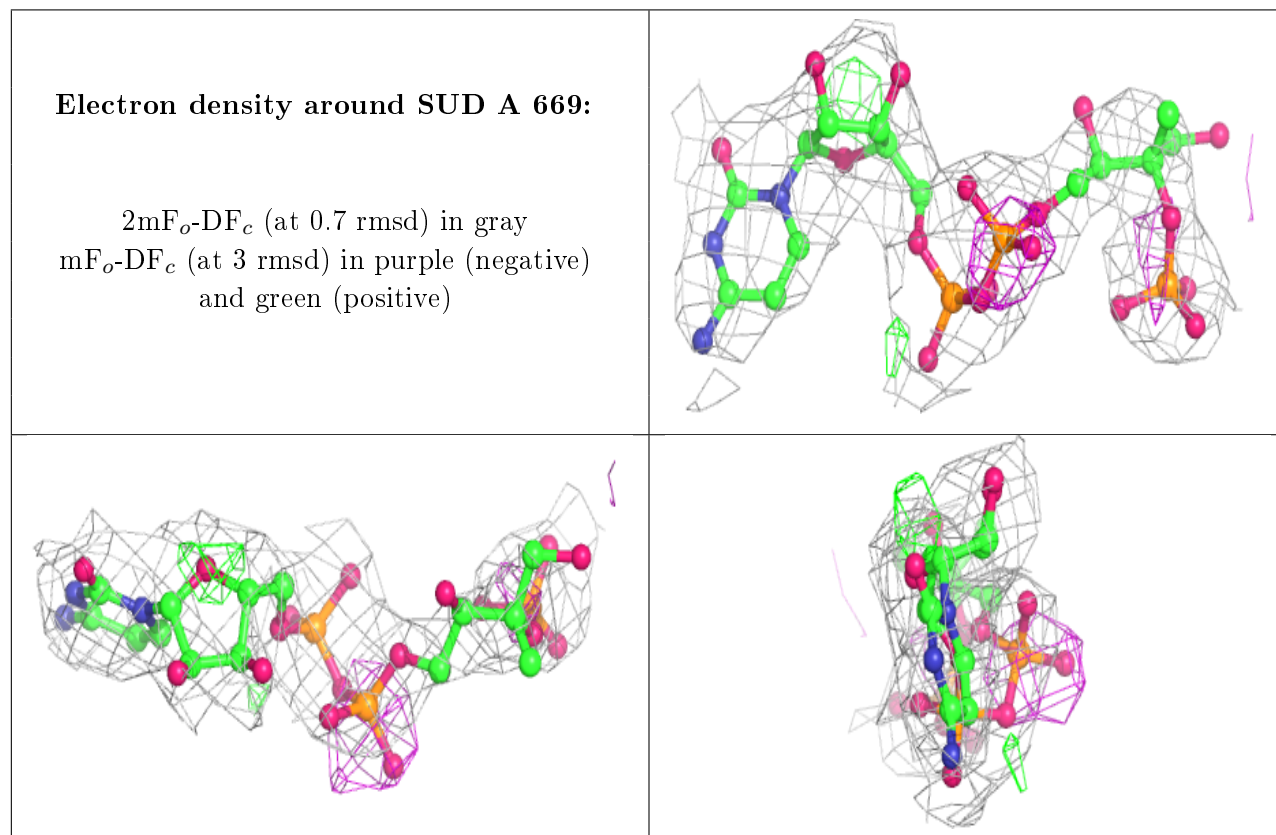 Electron density around SUD A 669:
2mFₒ-DF𝒸 (at 0.7 rmsd) in gray
mFₒ-DF𝒸 (at 3 rmsd) in purple (negative)
and green (positive)